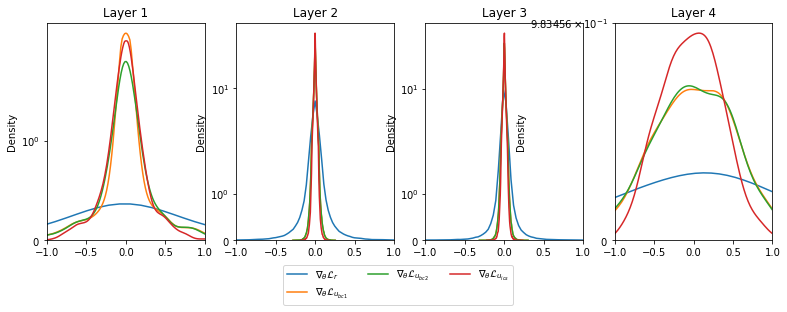 Layer 1
Layer 2
Layer 3
9.83456 × 10⁻¹
Layer 4
Density
10⁰
0
−1.0 −0.5 0.0 0.5 1.0
Density
10¹
10⁰
0
−1.0 −0.5 0.0 0.5 1.0
Density
10¹
10⁰
0
−1.0 −0.5 0.0 0.5 1.0
Density
0
−1.0 −0.5 0.0 0.5 1.0
∇θℒr
∇θℒu_bc2
∇θℒu_ics
∇θℒu_bc1